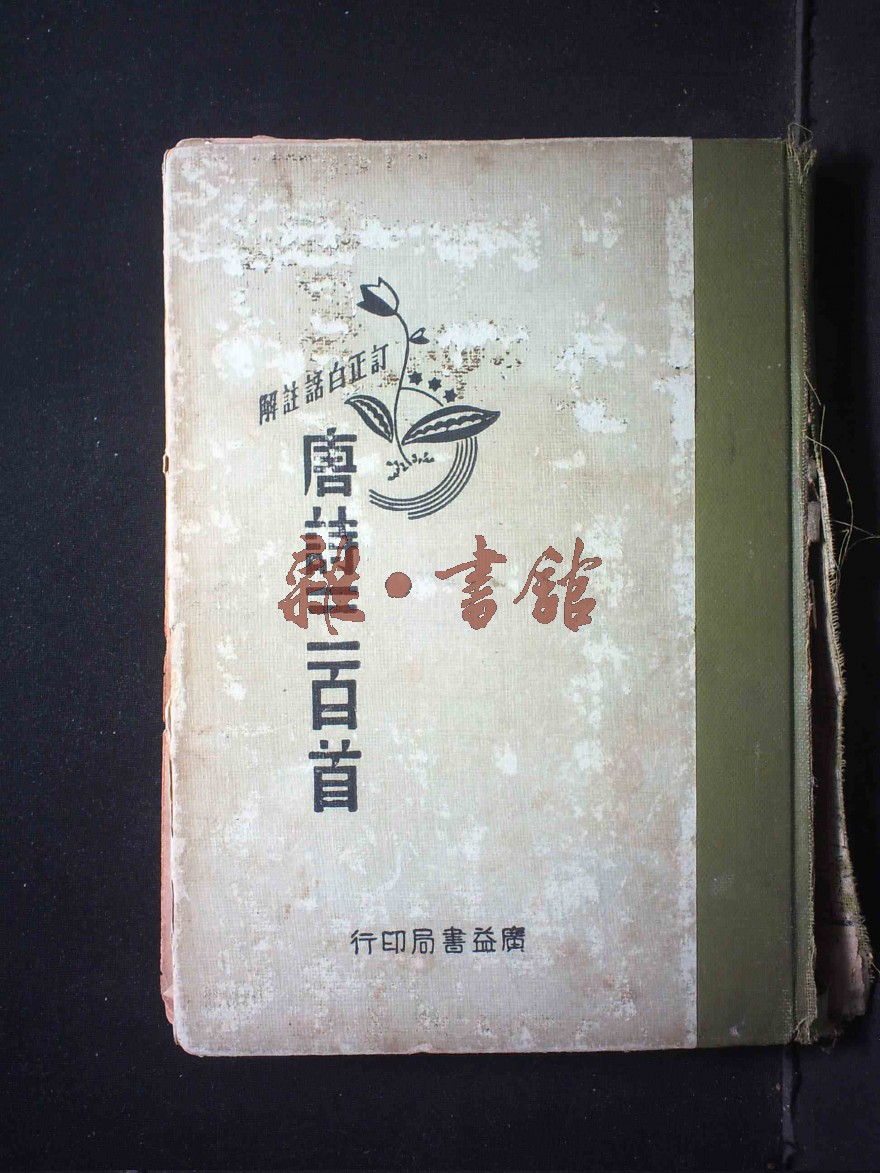 訂正白話註解
唐詩三百首
雜·書館
廣益書局印行